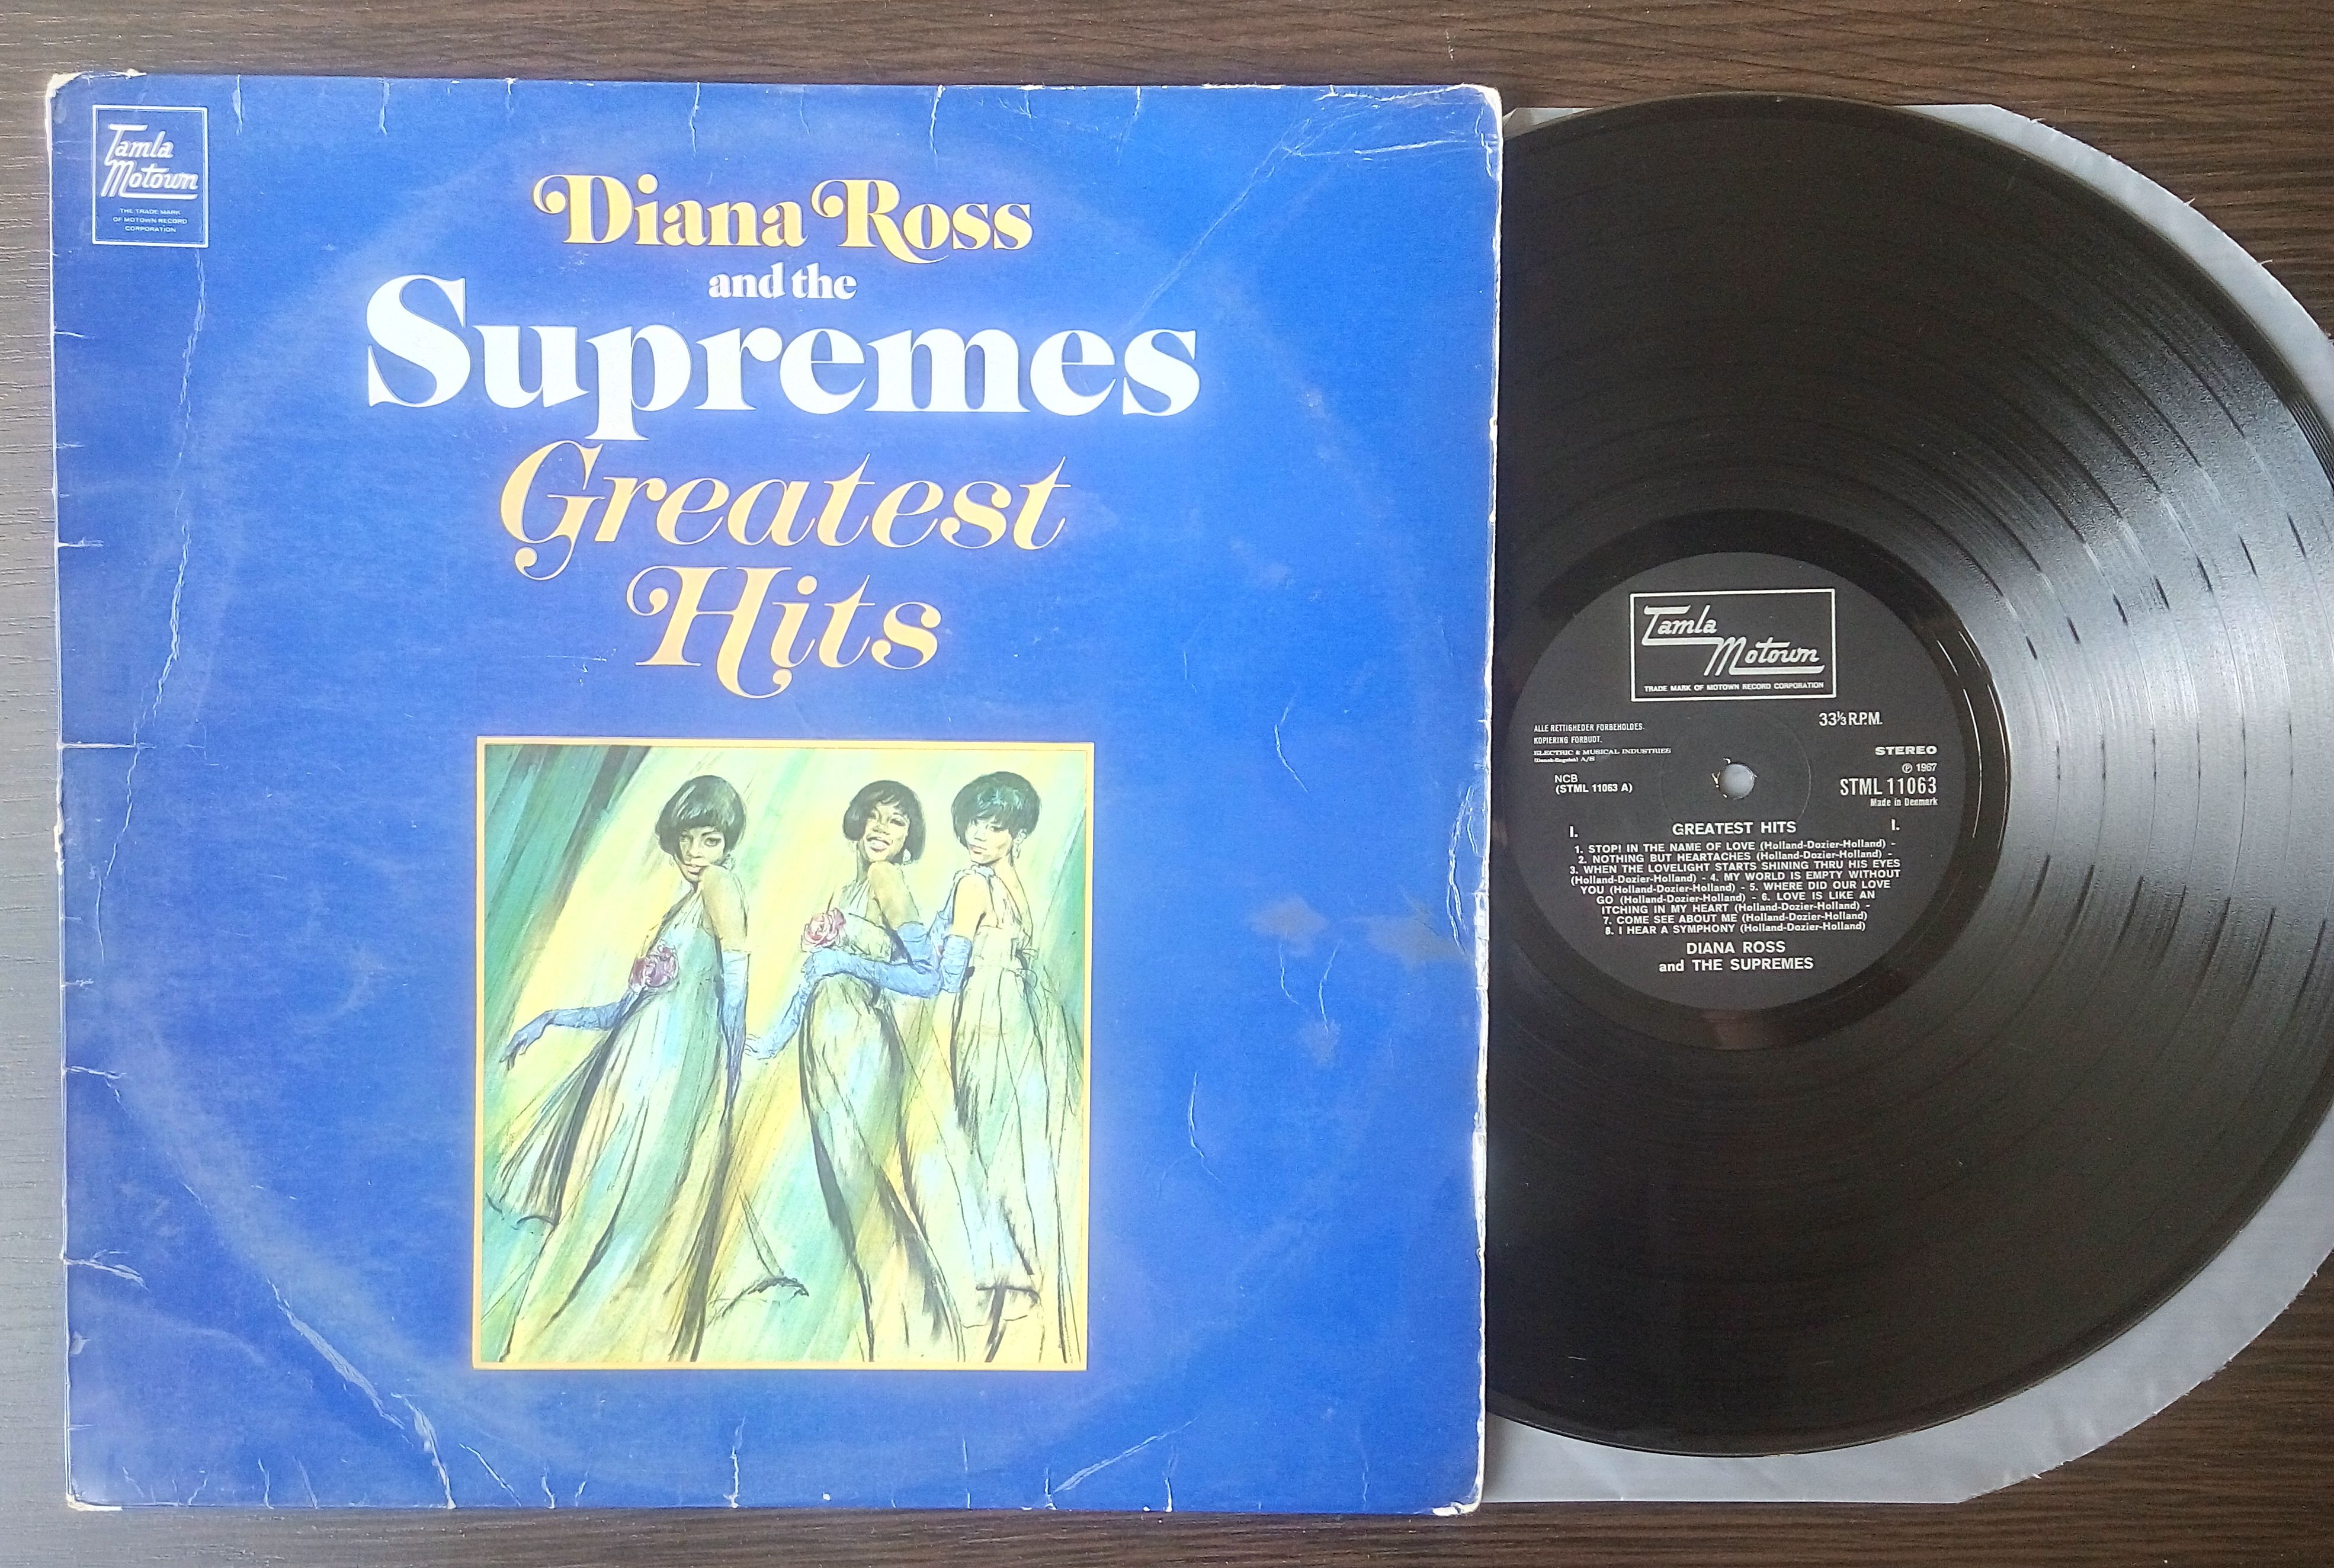 Tamla
Motown
THE TRADE MARK
OF MOTOWN RECORD
CORPORATION
Diana Ross
and the
Supremes
Greatest
Hits
Tamla
Motown
TRADE MARK OF MOTOWN RECORD CORPORATION
33⅓ R.P.M.
ALLE RETTIGHEDER FORBEHOLDES.
KOPIERING FORBUDT.
ELECTRIC & MUSICAL INDUSTRIES
(Dansk-Engelsk) A/S
NCB
(STML 11063 A)
STEREO
℗ 1967
STML 11063
Made in Denmark
I. GREATEST HITS I.
1. STOP! IN THE NAME OF LOVE (Holland-Dozier-Holland) -
2. NOTHING BUT HEARTACHES (Holland-Dozier-Holland) -
3. WHEN THE LOVELIGHT STARTS SHINING THRU HIS EYES
(Holland-Dozier-Holland) - 4. MY WORLD IS EMPTY WITHOUT
YOU (Holland-Dozier-Holland) - 5. WHERE DID OUR LOVE
GO (Holland-Dozier-Holland) - 6. LOVE IS LIKE AN
ITCHING IN MY HEART (Holland-Dozier-Holland) -
7. COME SEE ABOUT ME (Holland-Dozier-Holland)
8. I HEAR A SYMPHONY (Holland-Dozier-Holland)
DIANA ROSS
and THE SUPREMES